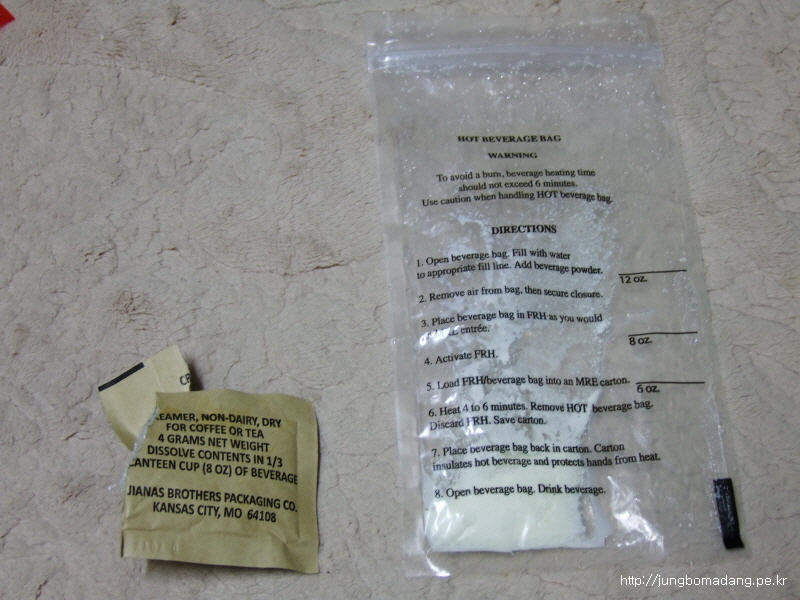 HOT BEVERAGE BAG
WARNING
To avoid a burn, beverage heating time
should not exceed 6 minutes.
Use caution when handling HOT beverage bag.
DIRECTIONS
1. Open beverage bag. Fill with water
to appropriate fill line. Add beverage powder.
12 oz.
2. Remove air from bag, then secure closure.
3. Place beverage bag in FRH as you would
entrée.
8 oz.
4. Activate FRH.
5. Load FRH/beverage bag into an MRE carton.
6 oz.
6. Heat 4 to 6 minutes. Remove HOT beverage bag.
Discard FRH. Save carton.
7. Place beverage bag back in carton. Carton
insulates hot beverage and protects hands from heat.
8. Open beverage bag. Drink beverage.
CR
EAMER, NON-DAIRY, DRY
FOR COFFEE OR TEA
4 GRAMS NET WEIGHT
DISSOLVE CONTENTS IN 1/3
CANTEEN CUP (8 OZ) OF BEVERAGE
JIANAS BROTHERS PACKAGING CO.
KANSAS CITY, MO 64108
http://jungbomadang.pe.kr